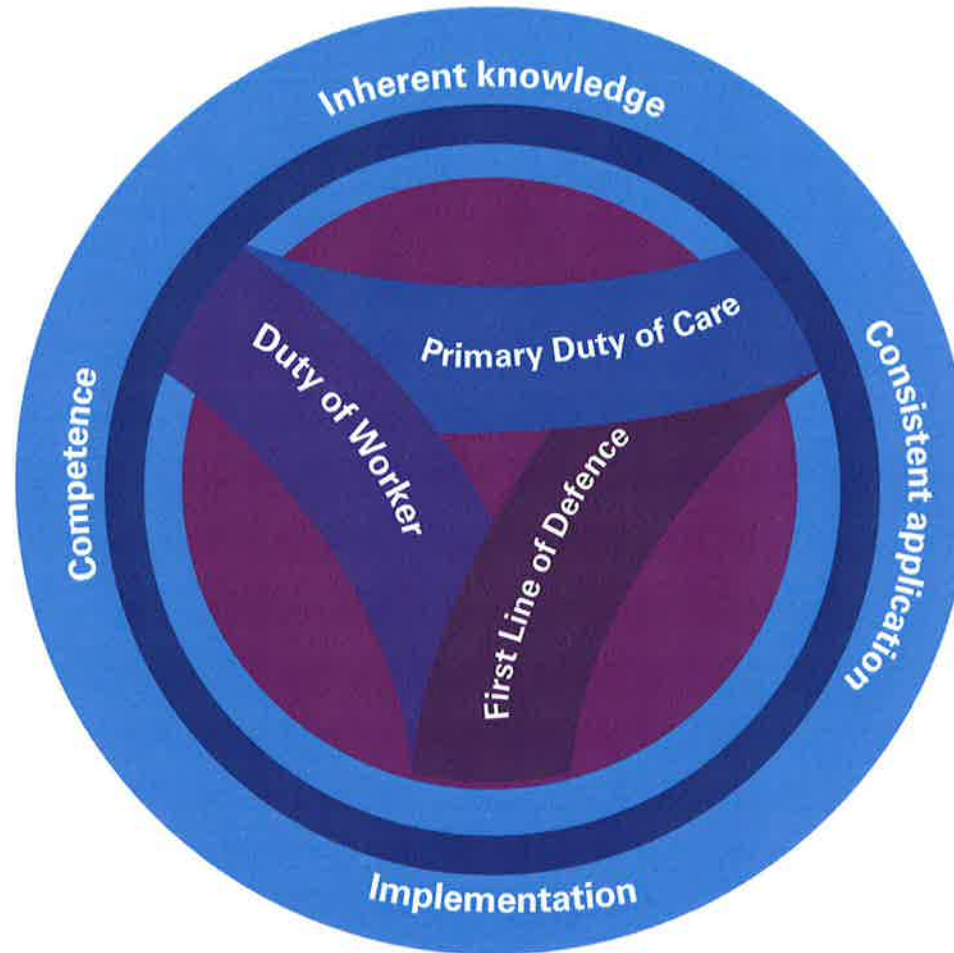 Inherent knowledge
Consistent application
Implementation
Competence
Primary Duty of Care
Duty of Worker
First Line of Defence